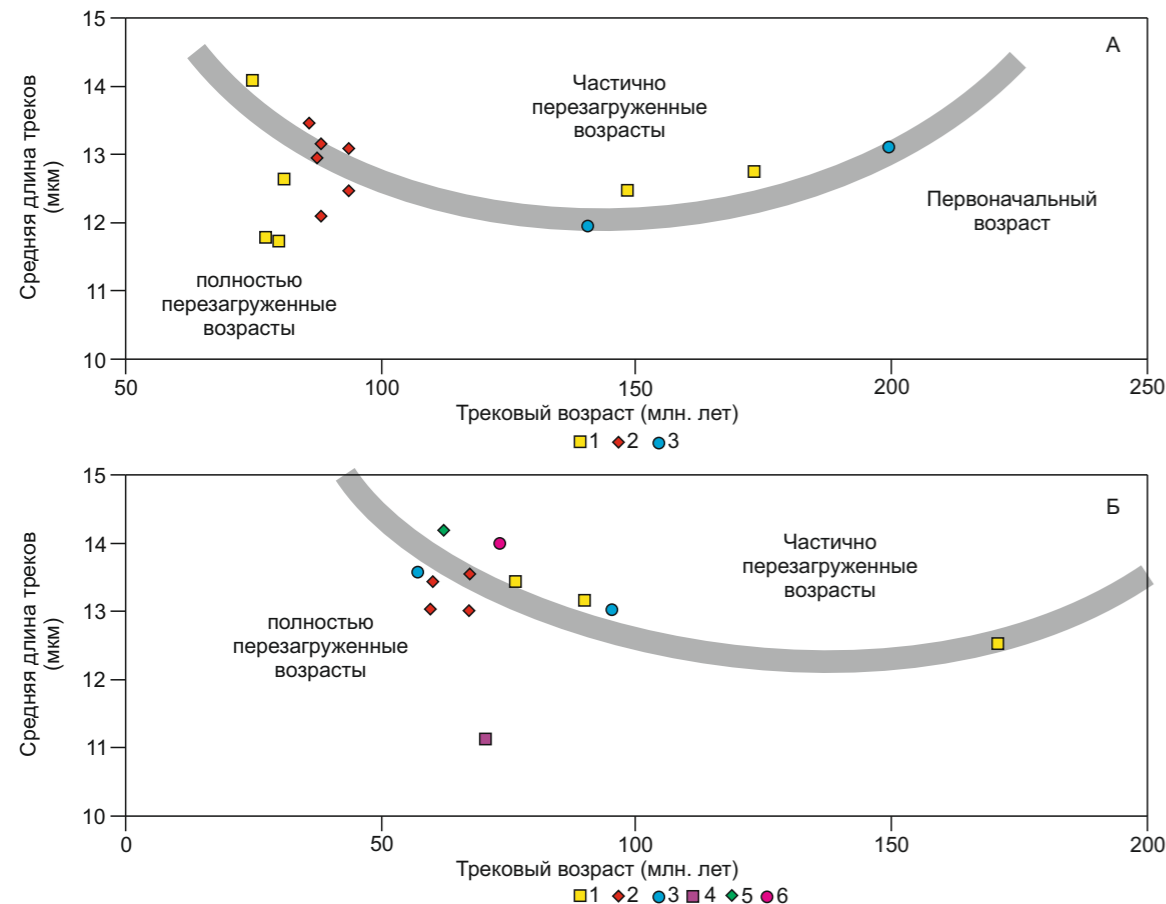 15
А
14
13
12
11
10
Средняя длина треков
(мкм)
Частично
перезагруженные
возрасты
Первоначальный
возраст
полностью
перезагруженные
возрасты
50
100
150
200
250
Трековый возраст (млн. лет)
1 2 3
15
Б
14
13
12
11
10
Средняя длина треков
(мкм)
Частично
перезагруженные
возрасты
полностью
перезагруженные
возрасты
0
50
100
150
200
Трековый возраст (млн. лет)
1 2 3 4 5 6